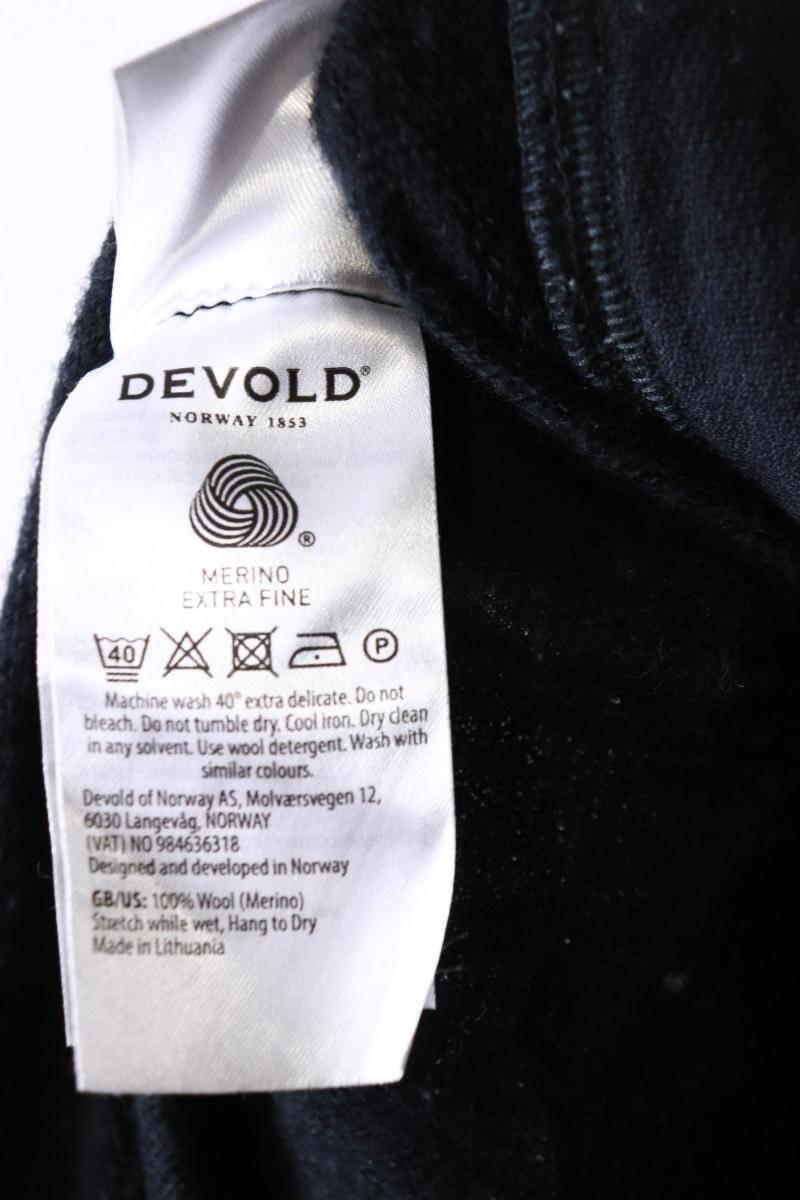 DEVOLD®
NORWAY 1853
®
MERINO
EXTRA FINE
40 P
Machine wash 40° extra delicate. Do not
bleach. Do not tumble dry. Cool iron. Dry clean
in any solvent. Use wool detergent. Wash with
similar colours.
Devold of Norway AS, Molværsvegen 12,
6030 Langevåg, NORWAY
(VAT) NO 984636318
Designed and developed in Norway
GB/US: 100% Wool (Merino)
Stretch while wet, Hang to Dry
Made in Lithuania